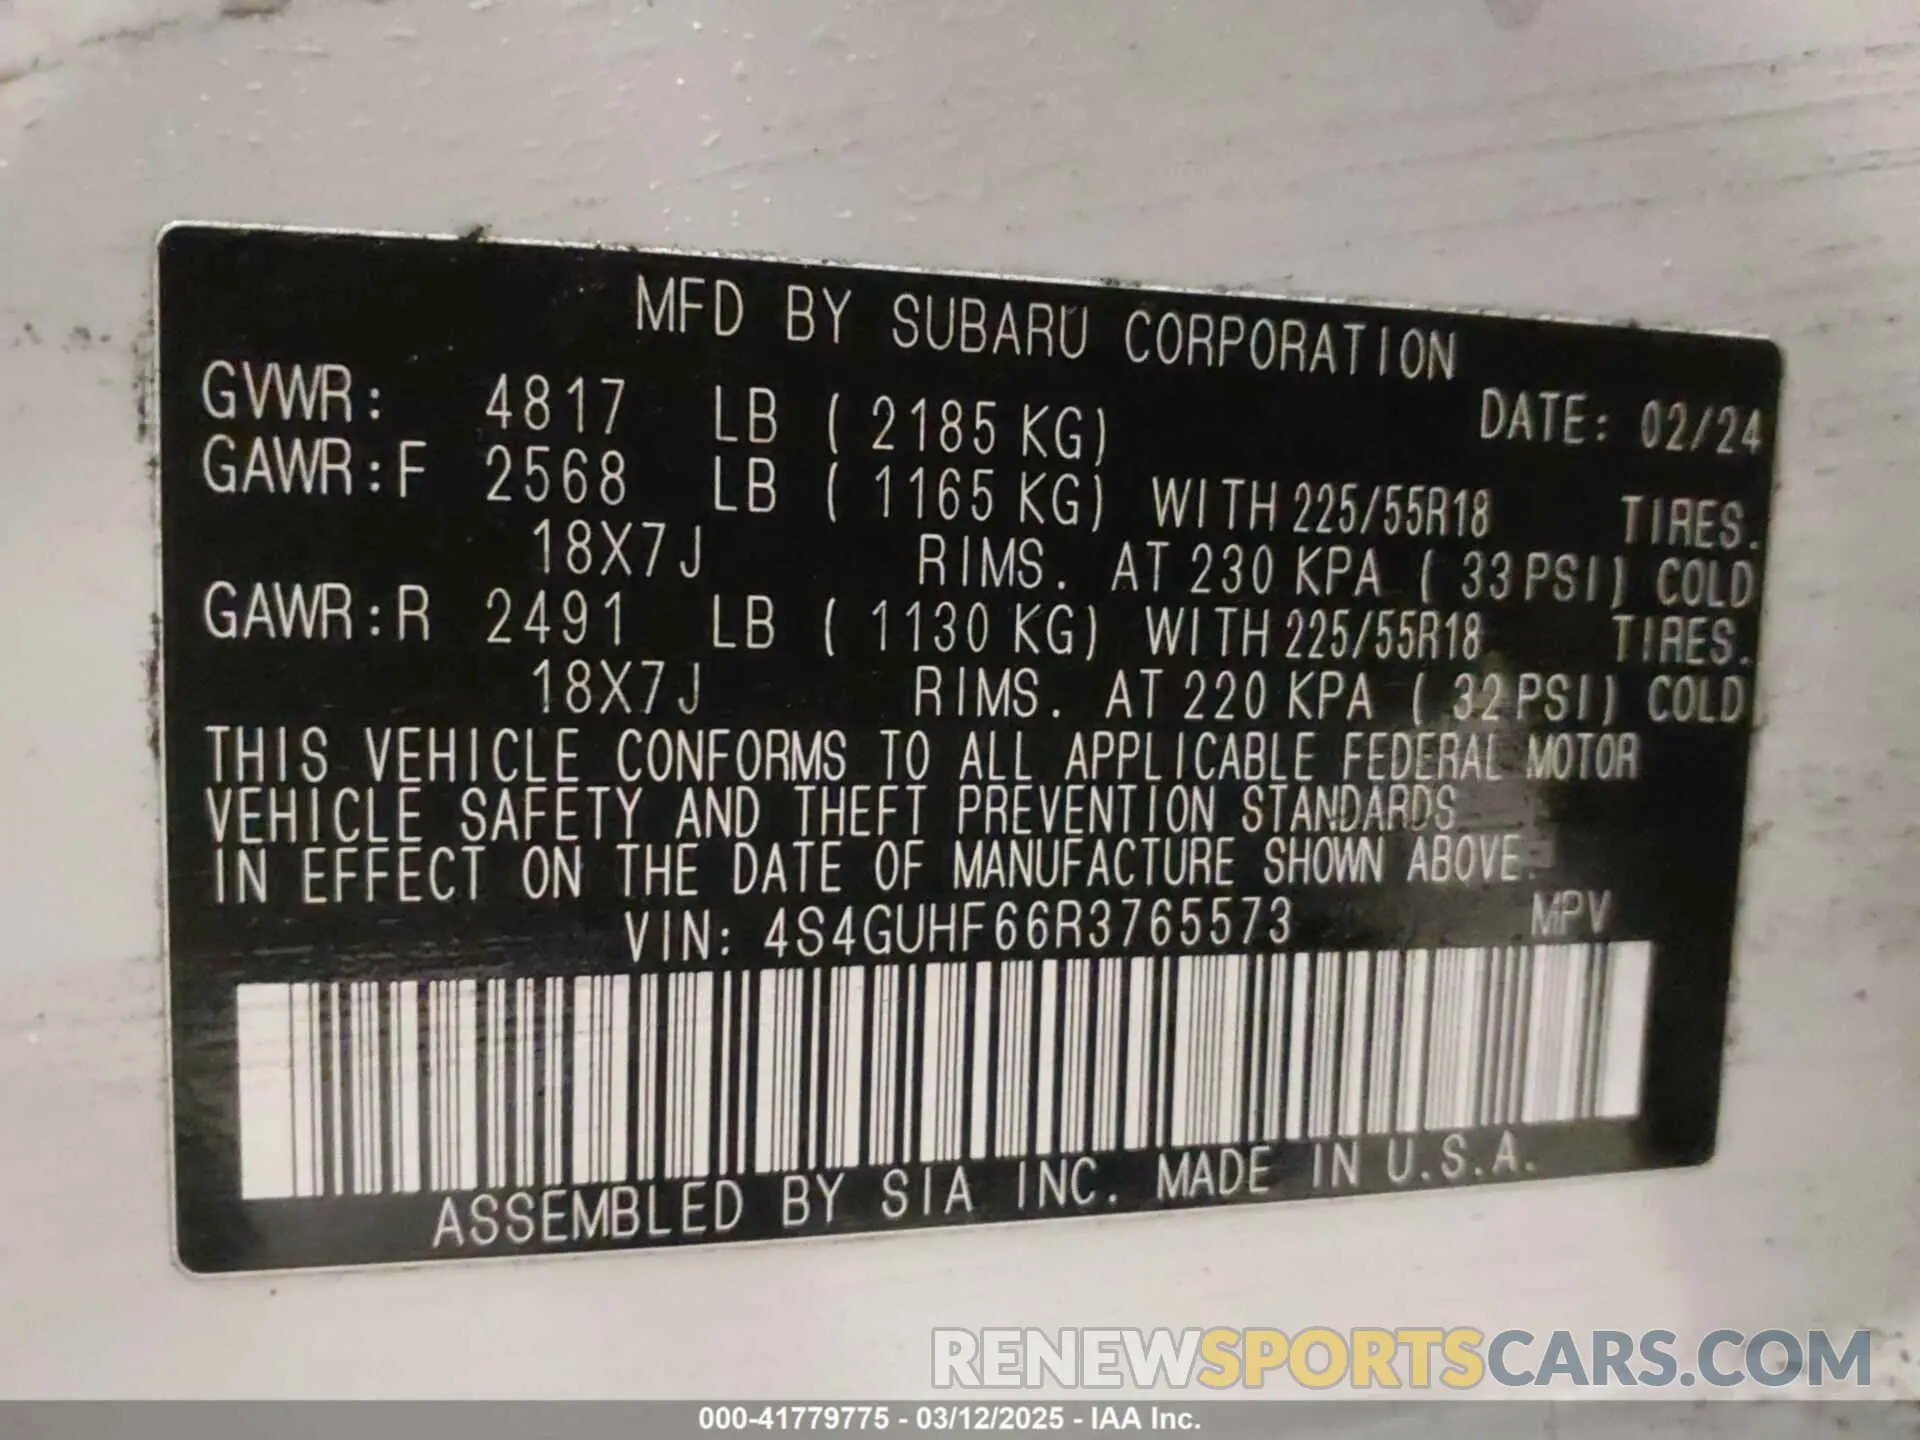 MFD BY SUBARU CORPORATION
GVWR: 4817 LB ( 2185 KG) DATE: 02/24
GAWR:F 2568 LB ( 1165 KG) WITH 225/55R18 TIRES.
18X7J RIMS. AT 230 KPA ( 33PSI) COLD
GAWR:R 2491 LB ( 1130 KG) WITH 225/55R18 TIRES.
18X7J RIMS. AT 220 KPA ( 32PSI) COLD
THIS VEHICLE CONFORMS TO ALL APPLICABLE FEDERAL MOTOR
VEHICLE SAFETY AND THEFT PREVENTION STANDARDS
IN EFFECT ON THE DATE OF MANUFACTURE SHOWN ABOVE.
VIN: 4S4GUHF66R3765573 MPV
ASSEMBLED BY SIA INC. MADE IN U.S.A.
RENEWSPORTSCARS.COM
000-41779775 - 03/12/2025 - IAA Inc.